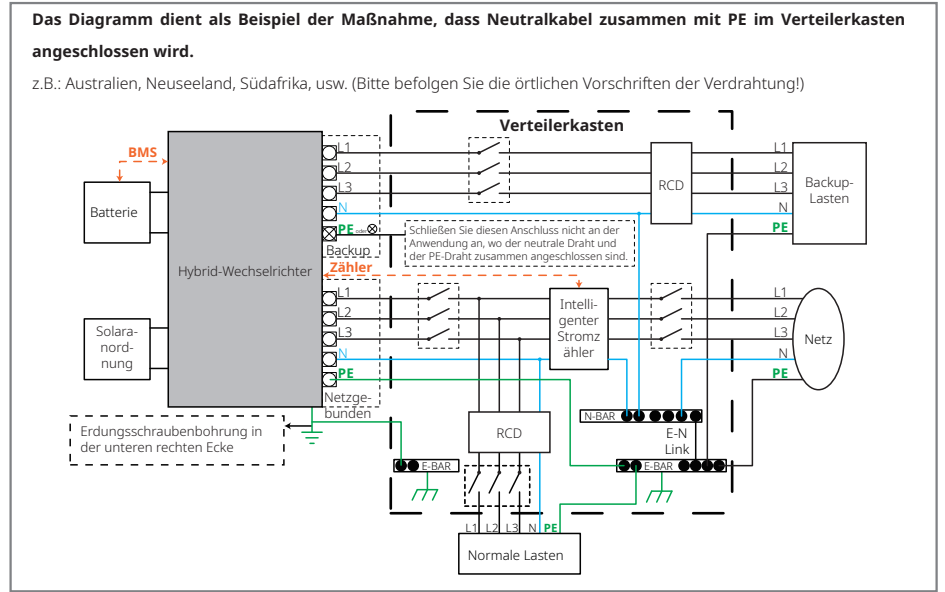 Das Diagramm dient als Beispiel der Maßnahme, dass Neutralkabel zusammen mit PE im Verteilerkasten
angeschlossen wird.
z.B.: Australien, Neuseeland, Südafrika, usw. (Bitte befolgen Sie die örtlichen Vorschriften der Verdrahtung!)
Verteilerkasten
BMS
Batterie
Hybrid-Wechselrichter
Solara-
nord-
nung
L1
L2
L3
N
PE oder
Backup
Schließen Sie diesen Anschluss nicht an der
Anwendung an, wo der neutrale Draht und
der PE-Draht zusammen angeschlossen sind.
RCD
L1
L2
L3
N
PE
Backup-
Lasten
Zähler
L1
L2
L3
N
PE
Netzge-
bunden
Intelli-
genter
Stromz
ähler
L1
L2
L3
N
PE
Netz
Erdungsschraubenbohrung in
der unteren rechten Ecke
RCD
N-BAR
E-N
Link
E-BAR
E-BAR
L1 L2 L3 N PE
Normale Lasten